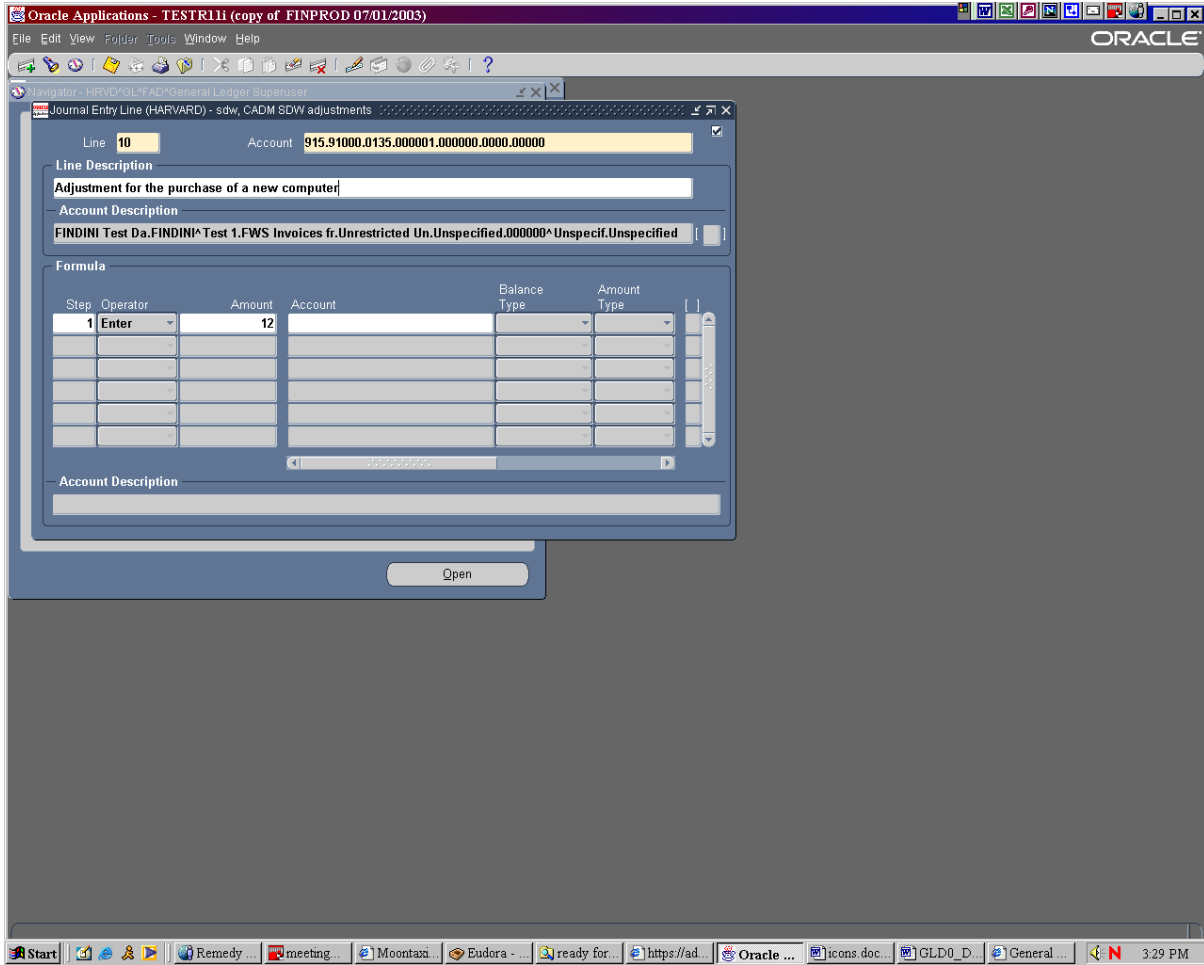 Oracle Applications - TESTR11i (copy of FINPROD 07/01/2003)
File Edit View Folder Tools Window Help
ORACLE
Navigator - HRVD^GL^FAD^General Ledger Superuser
Journal Entry Line (HARVARD) - sdw, CADM SDW adjustments
Line 10 Account 915.91000.0135.000001.000000.0000.00000
Line Description
Adjustment for the purchase of a new computer
Account Description
FINDINI Test Da.FINDINI^Test 1.FWS Invoices fr.Unrestricted Un.Unspecified.000000^Unspecif.Unspecified [ ]
Formula
Balance Amount
Step Operator Amount Account Type Type [ ]
1 Enter 12
Account Description
Open
Start Remedy ... meeting... Moontaxi... Eudora - ... ready for... https://ad... Oracle ... icons.doc... GLD0_D... General ... N 3:29 PM